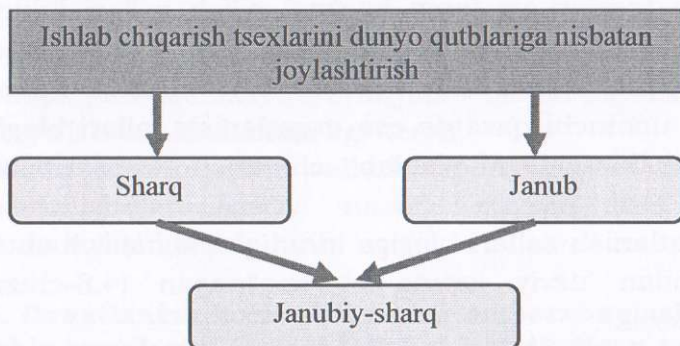 Ishlab chiqarish tsexlarini dunyo qutblariga nisbatan
joylashtirish
Sharq
Janub
Janubiy-sharq